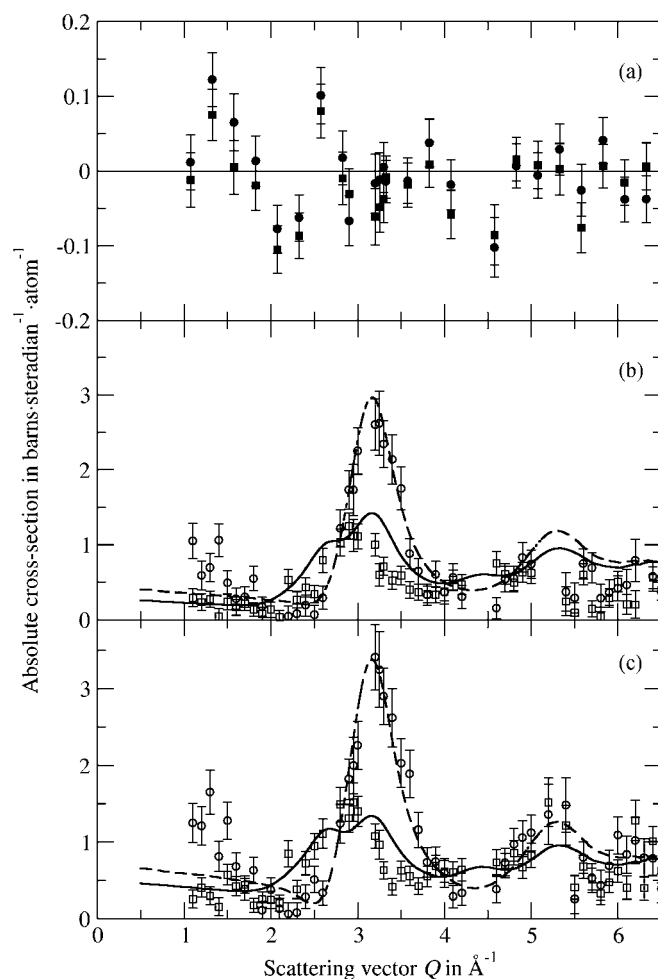 Absolute cross-section in barns·steradian⁻¹·atom⁻¹
0.2
0.1
0
-0.1
-0.2
(a)
3
2
1
0
(b)
3
2
1
0
(c)
0 1 2 3 4 5 6
Scattering vector Q in Å⁻¹